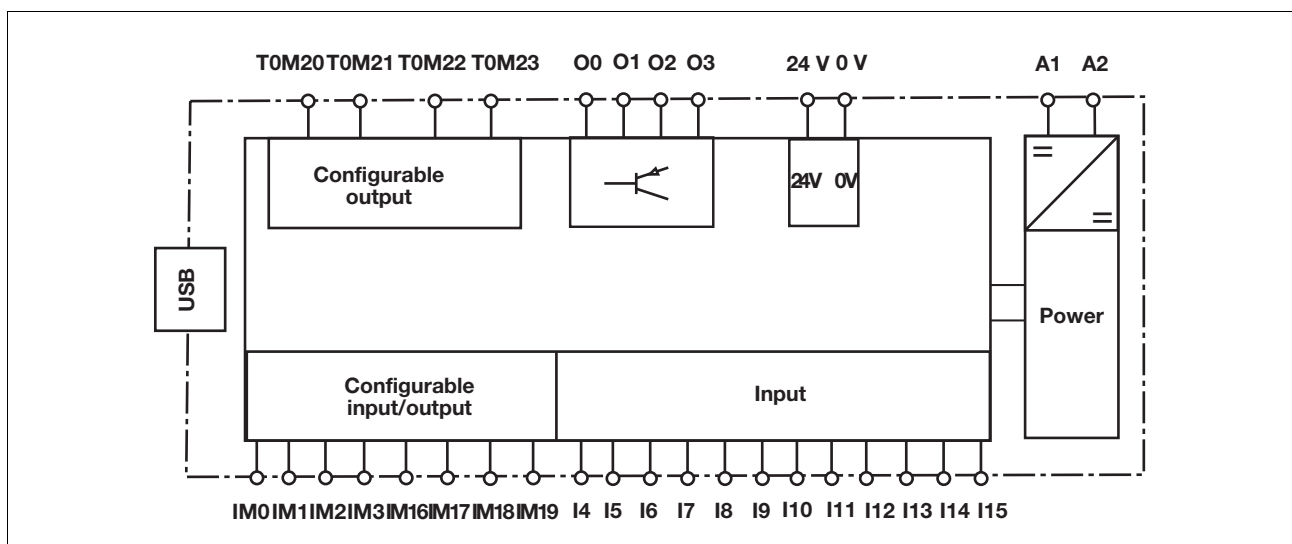 T0M20 T0M21 T0M22 T0M23 O0 O1 O2 O3 24 V 0 V A1 A2
Configurable
output
24V 0V
USB
Power
Configurable
input/output
Input
IM0 IM1 IM2 IM3 IM16 IM17 IM18 IM19 I4 I5 I6 I7 I8 I9 I10 I11 I12 I13 I14 I15